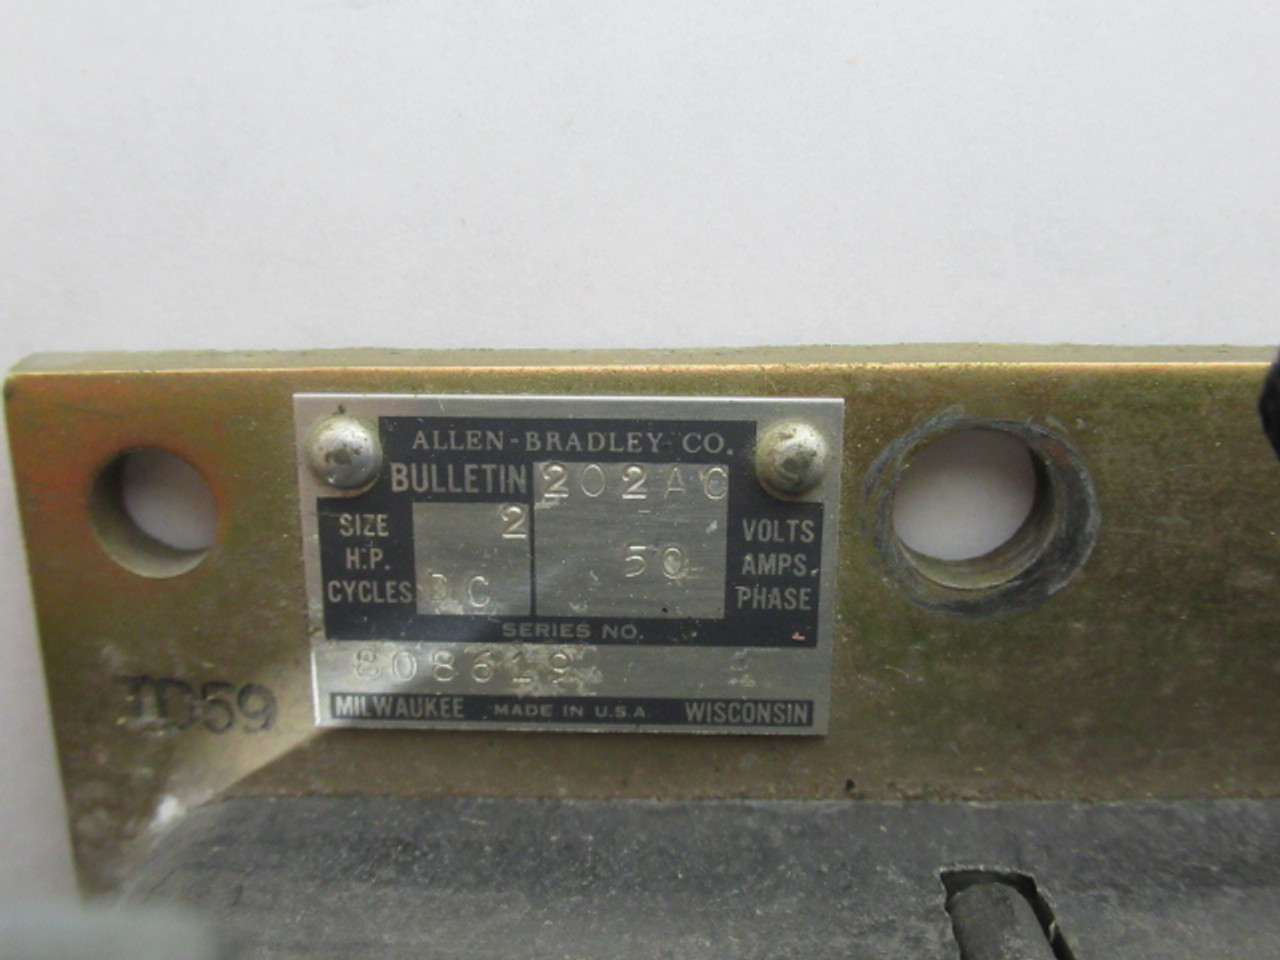 ALLEN-BRADLEY CO.
BULLETIN 202AC
SIZE 2 VOLTS
H.P. 50 AMPS.
CYCLES DC PHASE
SERIES NO.
808619
MILWAUKEE MADE IN U.S.A. WISCONSIN
TD59